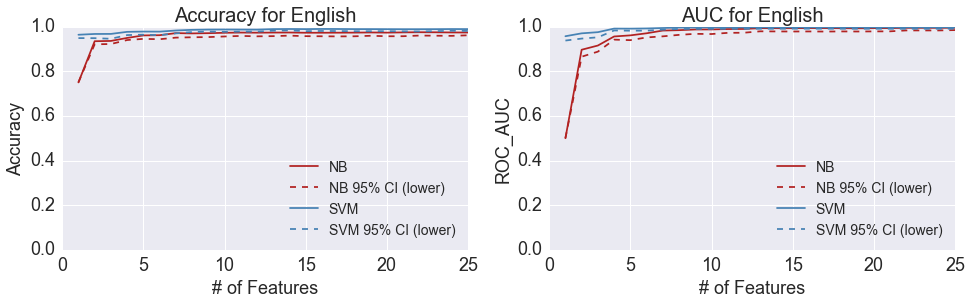 Accuracy for English
1.0
0.8
0.6
0.4
0.2
0.0
Accuracy
NB
NB 95% CI (lower)
SVM
SVM 95% CI (lower)
0 5 10 15 20 25
# of Features
AUC for English
1.0
0.8
0.6
0.4
0.2
0.0
ROC_AUC
NB
NB 95% CI (lower)
SVM
SVM 95% CI (lower)
0 5 10 15 20 25
# of Features